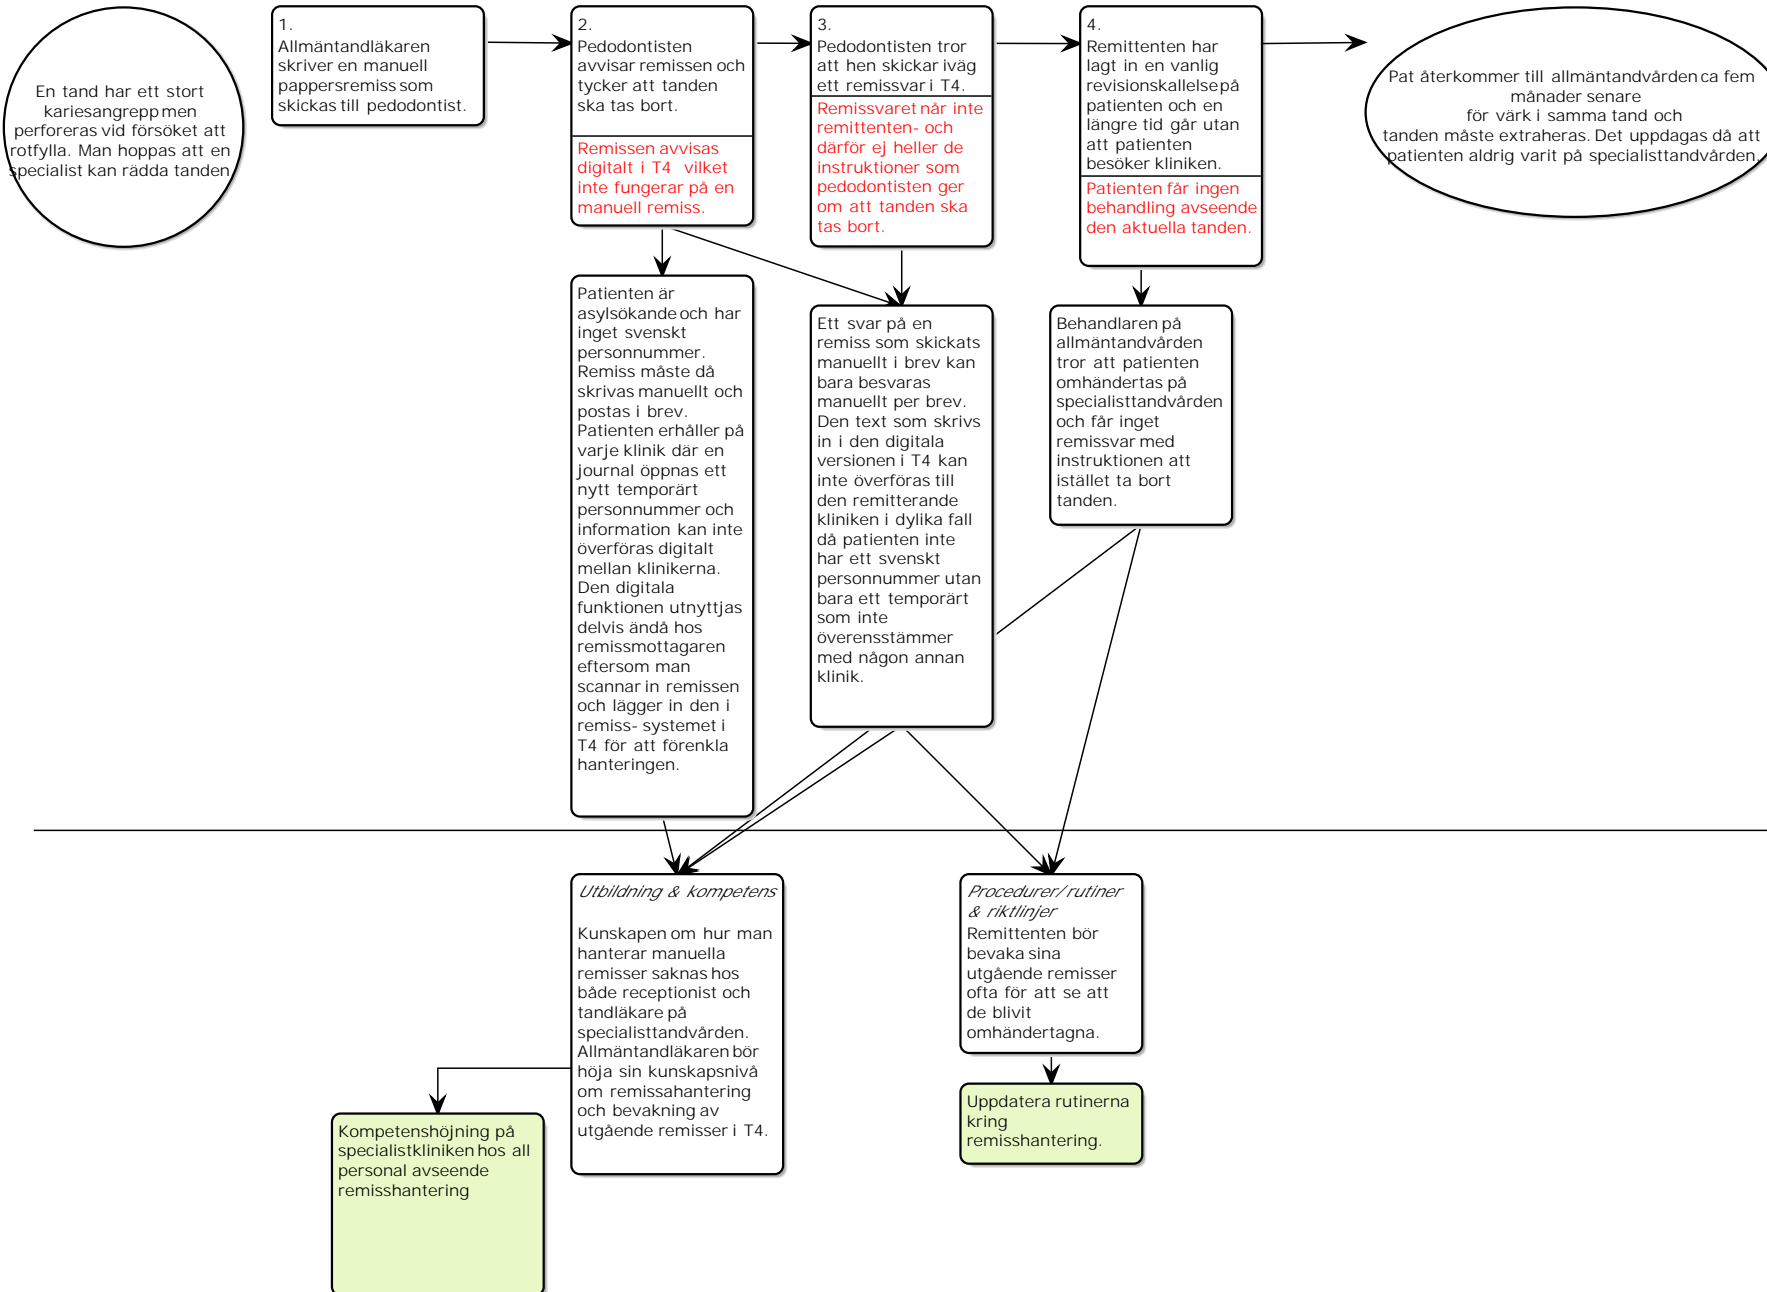 En tand har ett stort
kariesangrepp men
perforeras vid försöket att
rotfylla. Man hoppas att en
specialist kan rädda tanden.
1.
Allmäntandläkaren
skriver en manuell
pappersremiss som
skickas till pedodontist.
2.
Pedodontisten
avvisar remissen och
tycker att tanden
ska tas bort.
Remissen avvisas
digitalt i T4 vilket
inte fungerar på en
manuell remiss.
3.
Pedodontisten tror
att hen skickar iväg
ett remissvar i T4.
Remissvaret når inte
remittenten- och
därför ej heller de
instruktioner som
pedodontisten ger
om att tanden ska
tas bort.
4.
Remittenten har
lagt in en vanlig
revisionskallelse på
patienten och en
längre tid går utan
att patienten
besöker kliniken.
Patienten får ingen
behandling avseende
den aktuella tanden.
Pat återkommer till allmäntandvården ca fem
månader senare
för värk i samma tand och
tanden måste extraheras. Det uppdagas då att
patienten aldrig varit på specialisttandvården.
Patienten är
asylsökande och har
inget svenskt
personnummer.
Remiss måste då
skrivas manuellt och
postas i brev.
Patienten erhåller på
varje klinik där en
journal öppnas ett
nytt temporärt
personnummer och
information kan inte
överföras digitalt
mellan klinikerna.
Den digitala
funktionen utnyttjas
delvis ändå hos
remissmottagaren
eftersom man
scannar in remissen
och lägger in den i
remiss- systemet i
T4 för att förenkla
hanteringen.
Ett svar på en
remiss som skickats
manuellt i brev kan
bara besvaras
manuellt per brev.
Den text som skrivs
in i den digitala
versionen i T4 kan
inte överföras till
den remitterande
kliniken i dylika fall
då patienten inte
har ett svenskt
personnummer utan
bara ett temporärt
som inte
överensstämmer
med någon annan
klinik.
Behandlaren på
allmäntandvården
tror att patienten
omhändertas på
specialisttandvården
och får inget
remissvar med
instruktionen att
istället ta bort
tanden.
Utbildning & kompetens
Kunskapen om hur man
hanterar manuella
remisser saknas hos
både receptionist och
tandläkare på
specialisttandvården.
Allmäntandläkaren bör
höja sin kunskapsnivå
om remissahantering
och bevakning av
utgående remisser i T4.
Procedurer/rutiner
& riktlinjer
Remittenten bör
bevaka sina
utgående remisser
ofta för att se att
de blivit
omhändertagna.
Kompetenshöjning på
specialistkliniken hos all
personal avseende
remisshantering
Uppdatera rutinerna
kring
remisshantering.